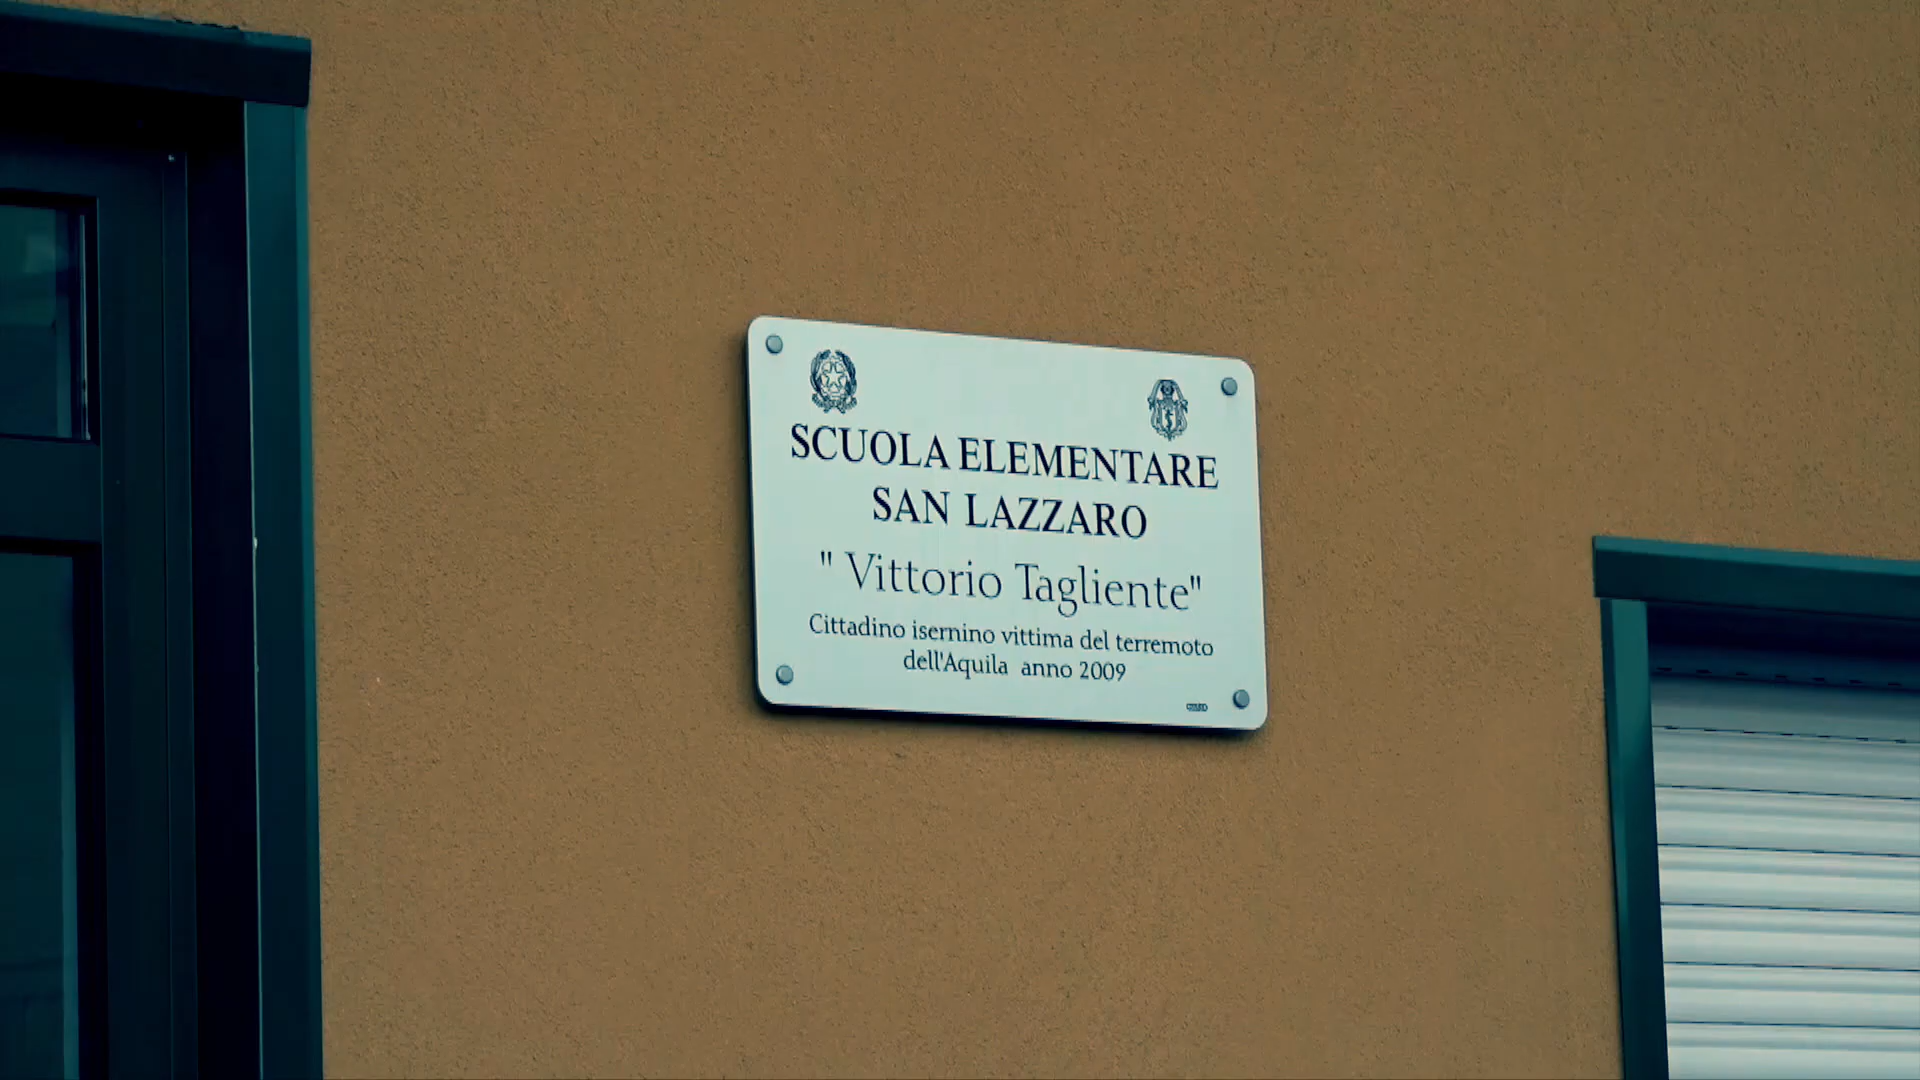 SCUOLA ELEMENTARE
SAN LAZZARO
" Vittorio Tagliente"
Cittadino isernino vittima del terremoto
dell'Aquila anno 2009